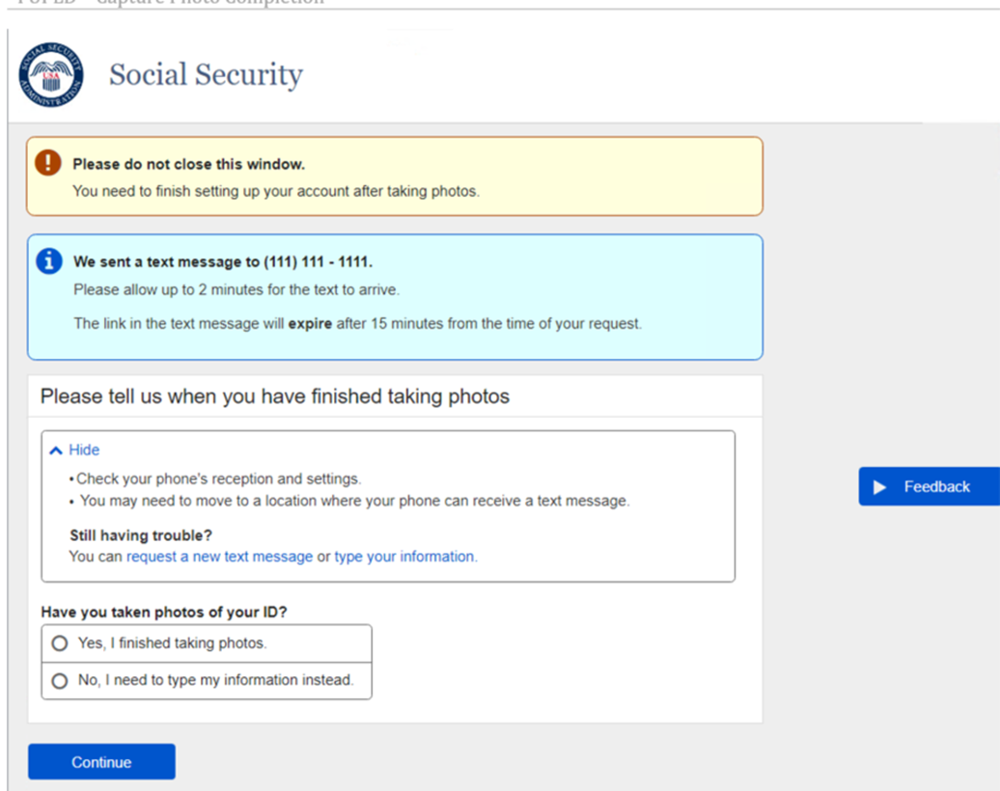 Capture Photo Completion
SOCIAL SECURITY
USA
ADMINISTRATION
Social Security
!
Please do not close this window.
You need to finish setting up your account after taking photos.
i
We sent a text message to (111) 111 - 1111.
Please allow up to 2 minutes for the text to arrive.
The link in the text message will expire after 15 minutes from the time of your request.
Please tell us when you have finished taking photos
Hide
•Check your phone's reception and settings.
• You may need to move to a location where your phone can receive a text message.
Still having trouble?
You can request a new text message or type your information.
Feedback
Have you taken photos of your ID?
Yes, I finished taking photos.
No, I need to type my information instead.
Continue